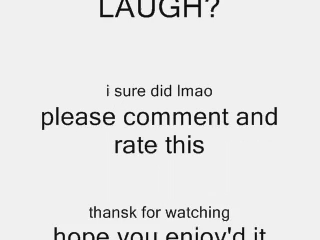 LAUGH?
i sure did lmao
please comment and
rate this
thansk for watching
hope you enjoy'd it